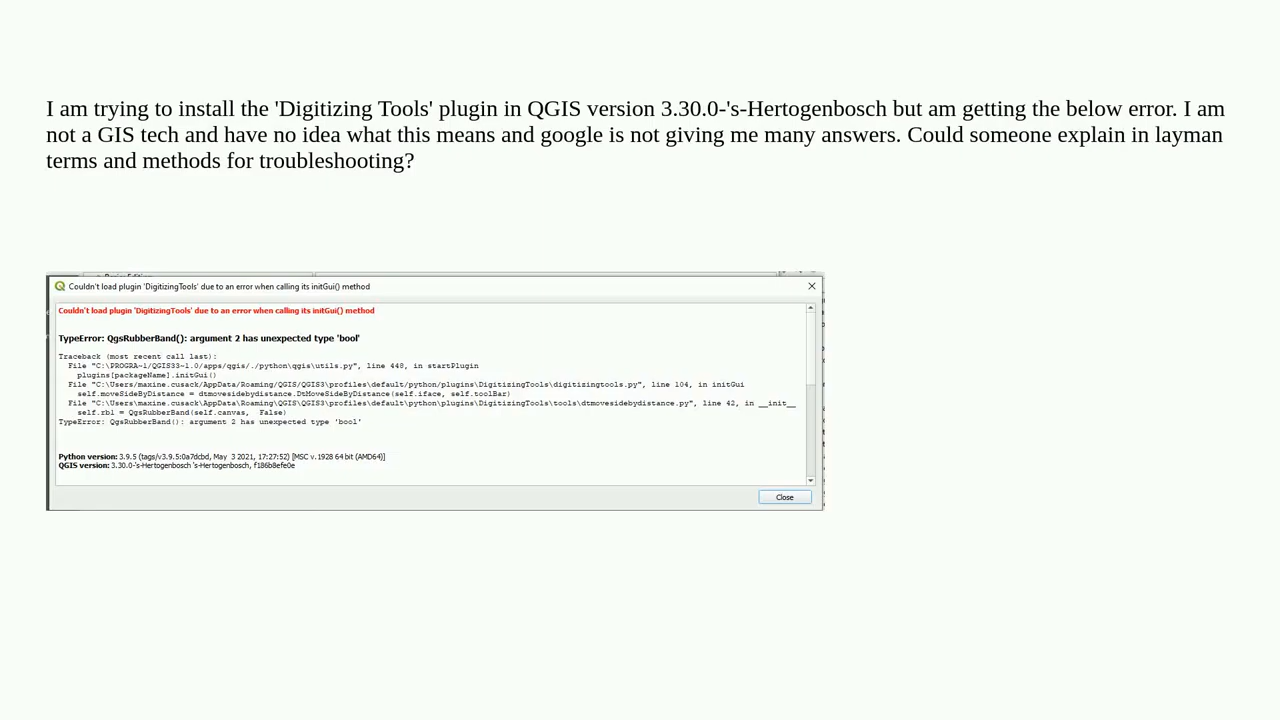 I am trying to install the 'Digitizing Tools' plugin in QGIS version 3.30.0-'s-Hertogenbosch but am getting the below error. I am
not a GIS tech and have no idea what this means and google is not giving me many answers. Could someone explain in layman
terms and methods for troubleshooting?
Couldn't load plugin 'DigitizingTools' due to an error when calling its initGui() method
Couldn't load plugin 'DigitizingTools' due to an error when calling its initGui() method
TypeError: QgsRubberBand(): argument 2 has unexpected type 'bool'
Traceback (most recent call last):
File "C:\PROGRA~1/QGIS33~1.0/apps/qgis/./python\qgis\utils.py", line 448, in startPlugin
plugins[packageName].initGui()
File "C:\Users/maxine.cusack/AppData/Roaming/QGIS/QGIS3\profiles\default/python/plugins\DigitizingTools\digitizingtools.py", line 104, in initGui
self.moveSideByDistance = dtmovesidebydistance.DtMoveSideByDistance(self.iface, self.toolBar)
File "C:\Users/maxine.cusack/AppData/Roaming/QGIS/QGIS3\profiles\default/python/plugins\DigitizingTools\tools\dtmovesidebydistance.py", line 42, in __init__
self.rb1 = QgsRubberBand(self.canvas,  False)
TypeError: QgsRubberBand(): argument 2 has unexpected type 'bool'
Python version: 3.9.5 (tags/v3.9.5:0a7dcbd, May 3 2021, 17:27:52) [MSC v.1928 64 bit (AMD64)]
QGIS version: 3.30.0-'s-Hertogenbosch 's-Hertogenbosch, f186b8efe0e
Close